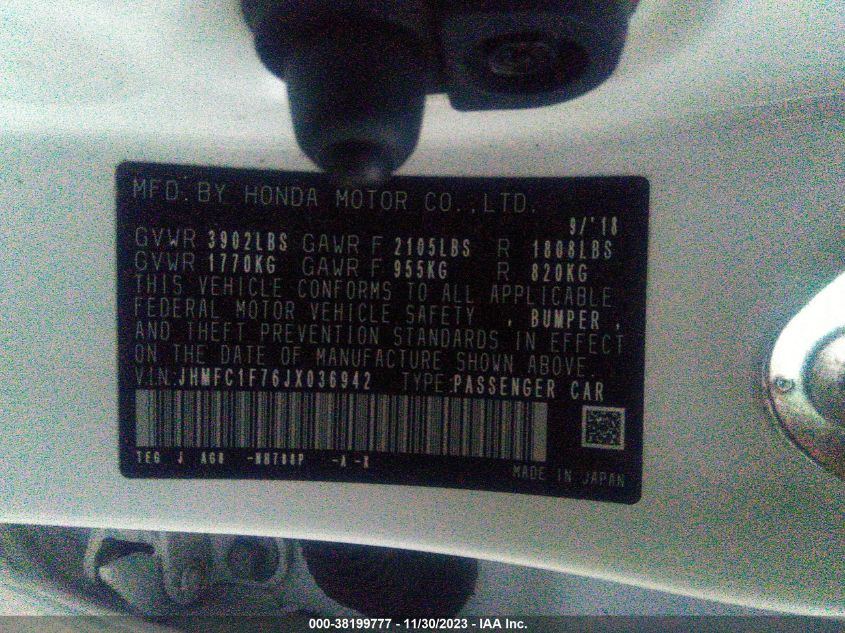 MFD. BY HONDA MOTOR CO.,LTD.
9/'18
GVWR 3902LBS GAWR F 2105LBS R 1808LBS
GVWR 1770KG GAWR F 955KG R 820KG
THIS VEHICLE CONFORMS TO ALL APPLICABLE
FEDERAL MOTOR VEHICLE SAFETY , BUMPER ,
AND THEFT PREVENTION STANDARDS IN EFFECT
ON THE DATE OF MANUFACTURE SHOWN ABOVE.
V.I.N.:JHMFC1F76JX036942 TYPE:PASSENGER CAR
TEG J -NH788P
MADE IN JAPAN
000-38199777 - 11/30/2023 - IAA Inc.